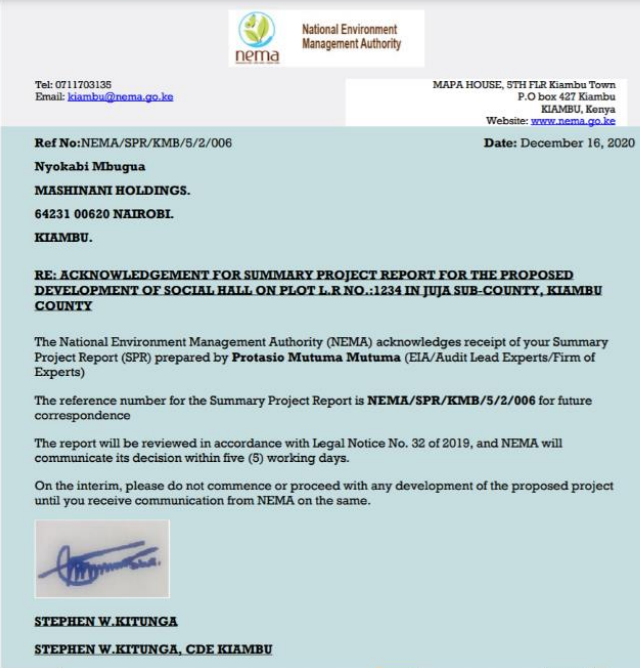 nema
National Environment
Management Authority
Tel: 0711703135
Email: kiambu@nema.go.ke
MAPA HOUSE, 5TH FLR Kiambu Town
P.O box 427 Kiambu
KIAMBU, Kenya
Website: www.nema.go.ke
Ref No:NEMA/SPR/KMB/5/2/006
Date: December 16, 2020
Nyokabi Mbugua
MASHINANI HOLDINGS.
64231 00620 NAIROBI.
KIAMBU.
RE: ACKNOWLEDGEMENT FOR SUMMARY PROJECT REPORT FOR THE PROPOSED
DEVELOPMENT OF SOCIAL HALL ON PLOT L.R NO.:1234 IN JUJA SUB-COUNTY, KIAMBU
COUNTY
The National Environment Management Authority (NEMA) acknowledges receipt of your Summary
Project Report (SPR) prepared by Protasio Mutuma Mutuma (EIA/Audit Lead Experts/Firm of
Experts)
The reference number for the Summary Project Report is NEMA/SPR/KMB/5/2/006 for future
correspondence
The report will be reviewed in accordance with Legal Notice No. 32 of 2019, and NEMA will
communicate its decision within five (5) working days.
On the interim, please do not commence or proceed with any development of the proposed project
until you receive communication from NEMA on the same.
STEPHEN W.KITUNGA
STEPHEN W.KITUNGA, CDE KIAMBU